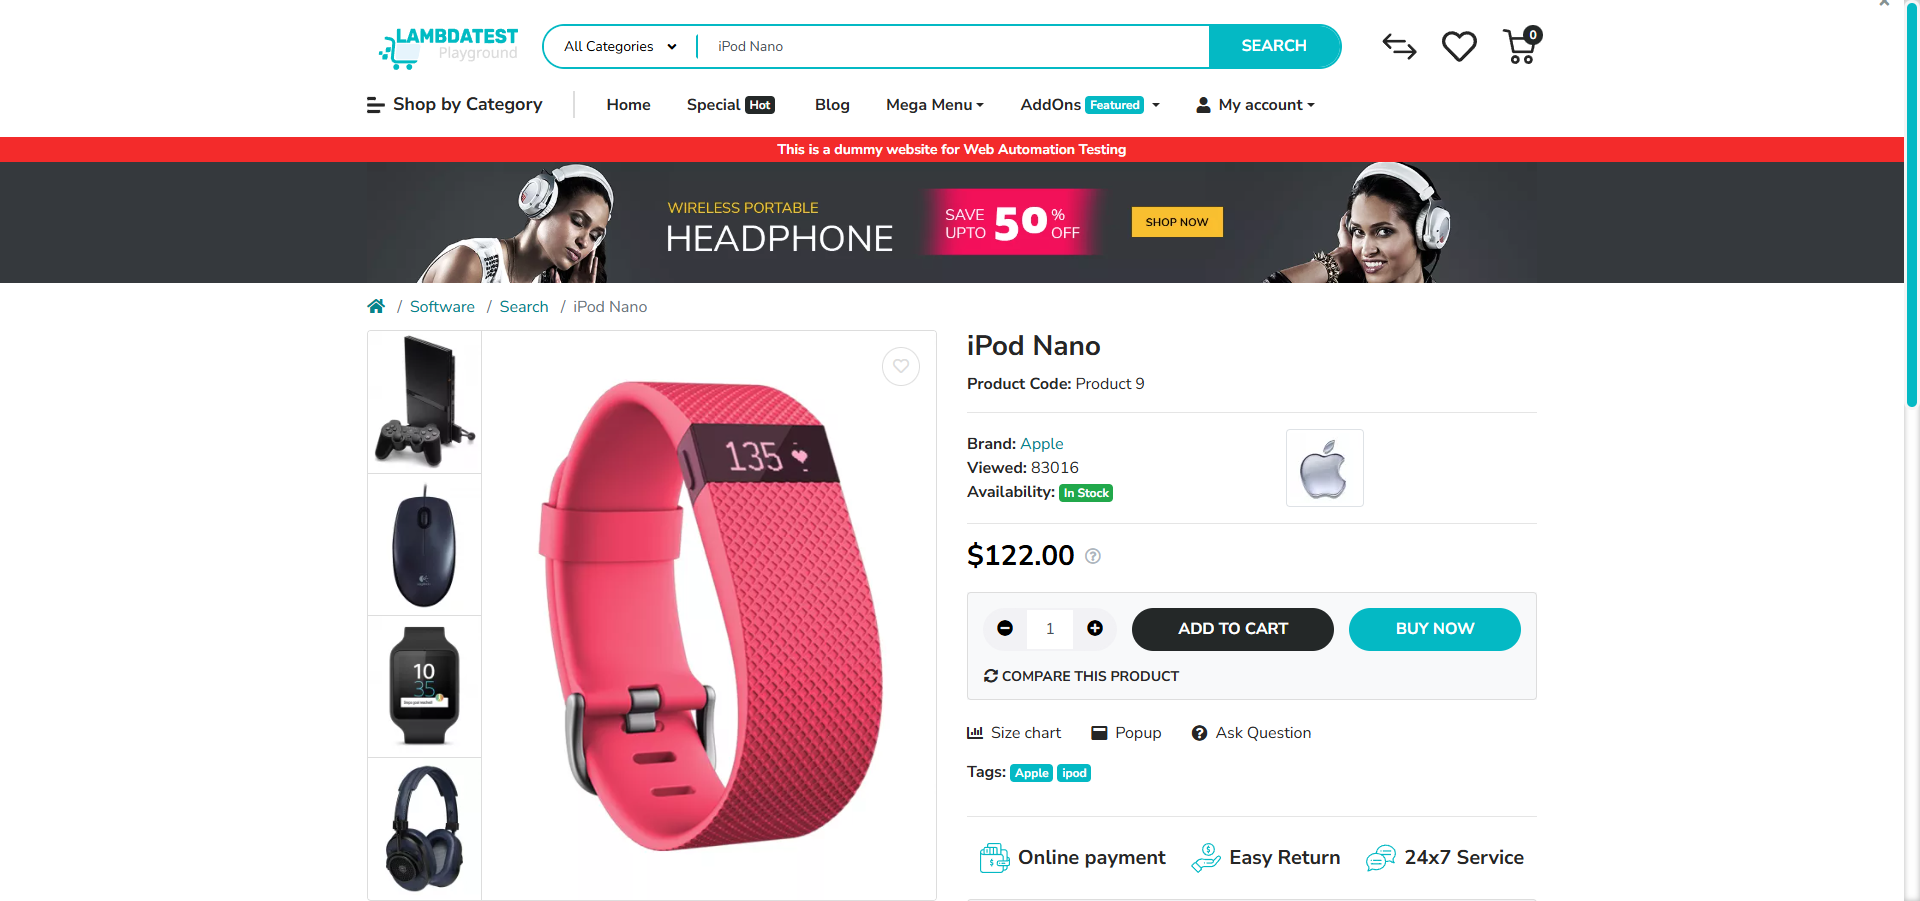 LAMBDATEST
Playground
All Categories
iPod Nano
SEARCH
0
Shop by Category
Home
Special Hot
Blog
Mega Menu
AddOns Featured
My account
This is a dummy website for Web Automation Testing
WIRELESS PORTABLE
HEADPHONE
SAVE UPTO 50% OFF
SHOP NOW
/ Software / Search / iPod Nano
10
35
135
iPod Nano
Product Code: Product 9
Brand: Apple
Viewed: 83016
Availability: In Stock
$122.00
1
ADD TO CART
BUY NOW
COMPARE THIS PRODUCT
Size chart
Popup
Ask Question
Tags: Apple ipod
Online payment
Easy Return
24x7 Service